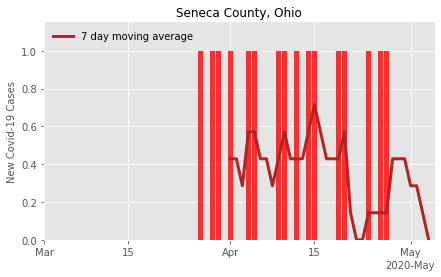 Seneca County, Ohio
7 day moving average
New Covid-19 Cases
1.0
0.8
0.6
0.4
0.2
0.0
Mar 15 Apr 15 May
2020-May